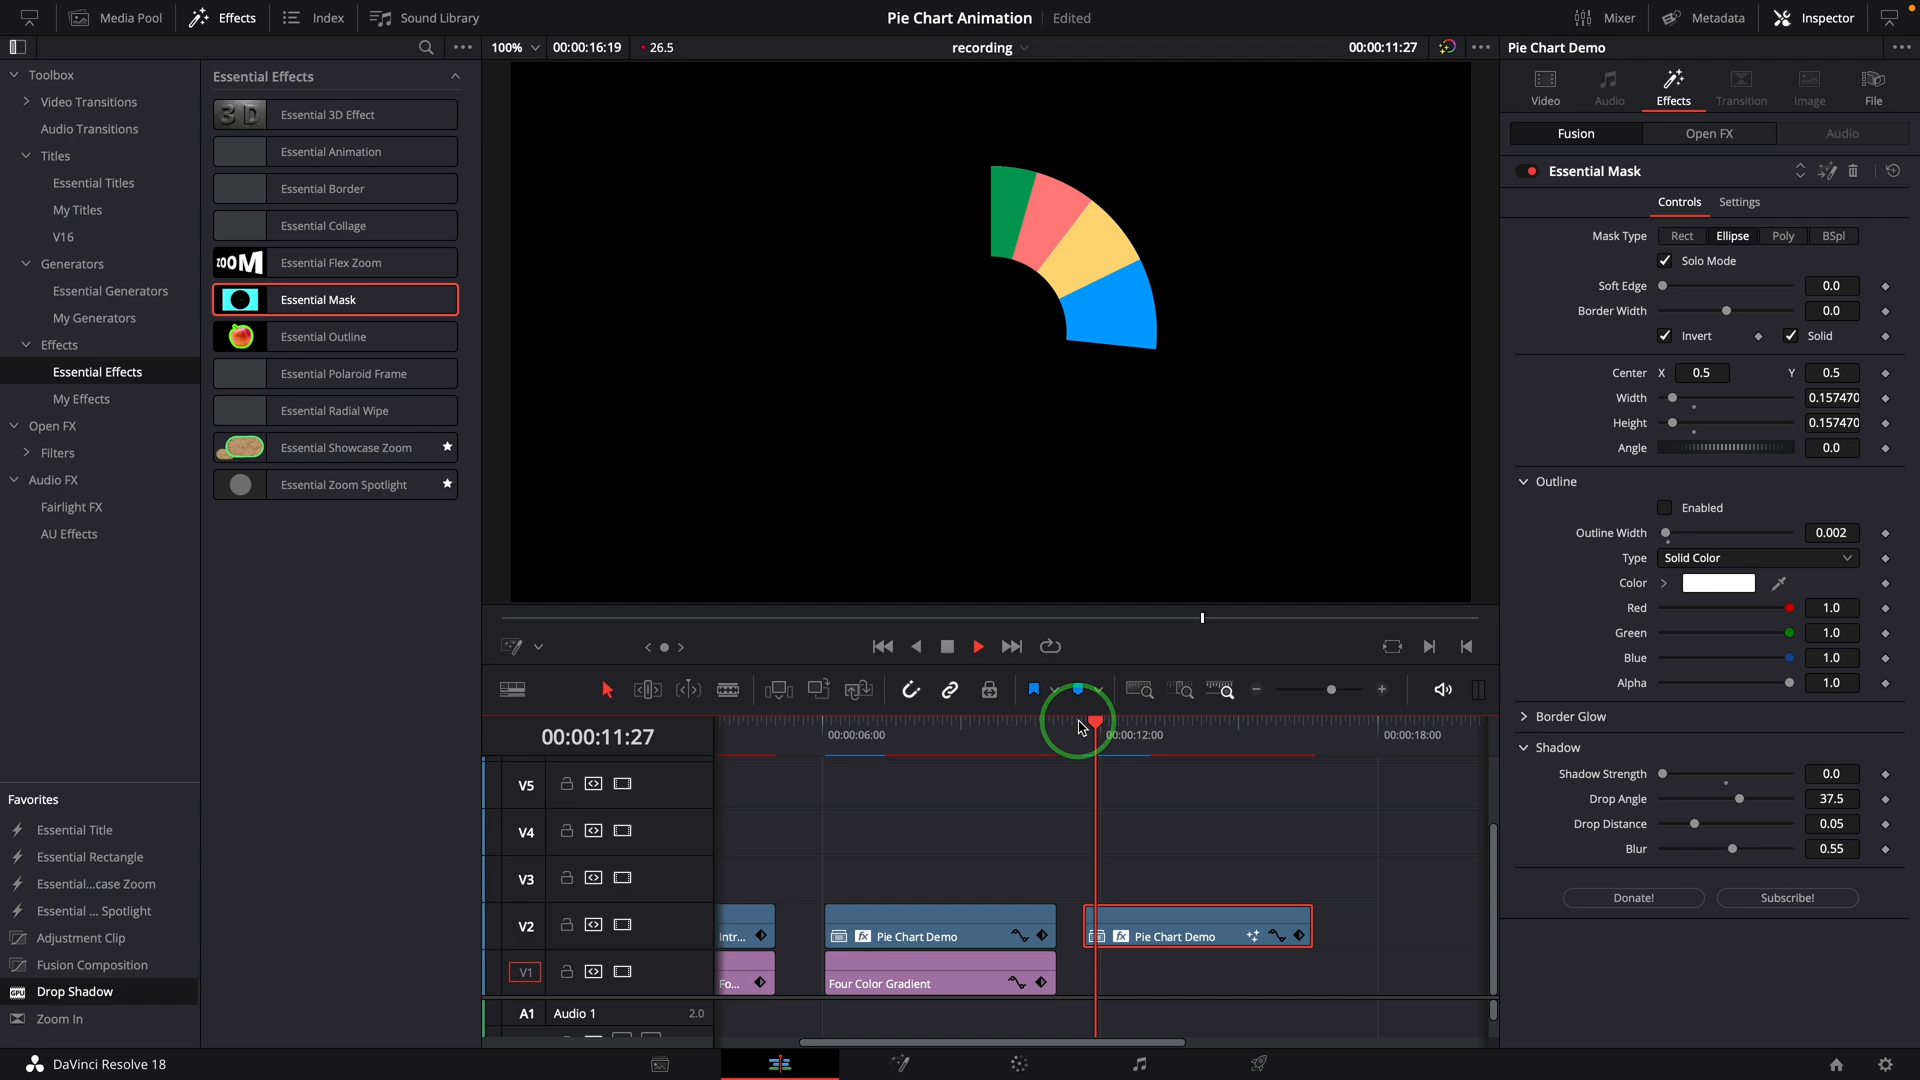 Media Pool
Effects
Index
Sound Library
Pie Chart Animation
Edited
Mixer
Metadata
Inspector
100%
00:00:16:19
26.5
recording
00:00:11:27
Pie Chart Demo
Toolbox
Video Transitions
Audio Transitions
Titles
Essential Titles
My Titles
V16
Generators
Essential Generators
My Generators
Effects
Essential Effects
My Effects
Open FX
Filters
Audio FX
Fairlight FX
AU Effects
Favorites
Essential Title
Essential Rectangle
Essential...case Zoom
Essential ... Spotlight
Adjustment Clip
Fusion Composition
Drop Shadow
Zoom In
Essential Effects
3D
Essential 3D Effect
Essential Animation
Essential Border
Essential Collage
ZOOM
Essential Flex Zoom
Essential Mask
Essential Outline
Essential Polaroid Frame
Essential Radial Wipe
Essential Showcase Zoom
Essential Zoom Spotlight
Video
Audio
Effects
Transition
Image
File
Fusion
Open FX
Audio
Essential Mask
Controls
Settings
Mask Type
Rect
Ellipse
Poly
BSpl
Solo Mode
Soft Edge
0.0
Border Width
0.0
Invert
Solid
Center X 0.5 Y 0.5
Width
0.157470
Height
0.157470
Angle
0.0
Outline
Enabled
Outline Width
0.002
Type
Solid Color
Color
Red
1.0
Green
1.0
Blue
1.0
Alpha
1.0
Border Glow
Shadow
Shadow Strength
0.0
Drop Angle
37.5
Drop Distance
0.05
Blur
0.55
Donate!
Subscribe!
00:00:11:27
00:00:06:00
00:00:12:00
00:00:18:00
V5
V4
V3
V2
Intr...
fx Pie Chart Demo
fx Pie Chart Demo
V1
Fo...
Four Color Gradient
A1
Audio 1
2.0
DaVinci Resolve 18